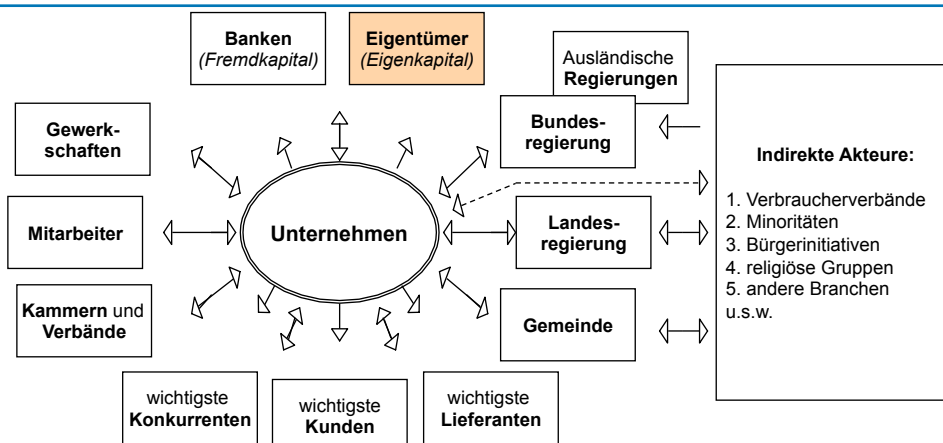 Banken
(Fremdkapital)
Eigentümer
(Eigenkapital)
Ausländische
Regierungen
Gewerk-
schaften
Bundes-
regierung
Indirekte Akteure:
1. Verbraucherverbände
2. Minoritäten
3. Bürgerinitiativen
4. religiöse Gruppen
5. andere Branchen
u.s.w.
Mitarbeiter
Unternehmen
Landes-
regierung
Kammern und
Verbände
Gemeinde
wichtigste
Konkurrenten
wichtigste
Kunden
wichtigste
Lieferanten